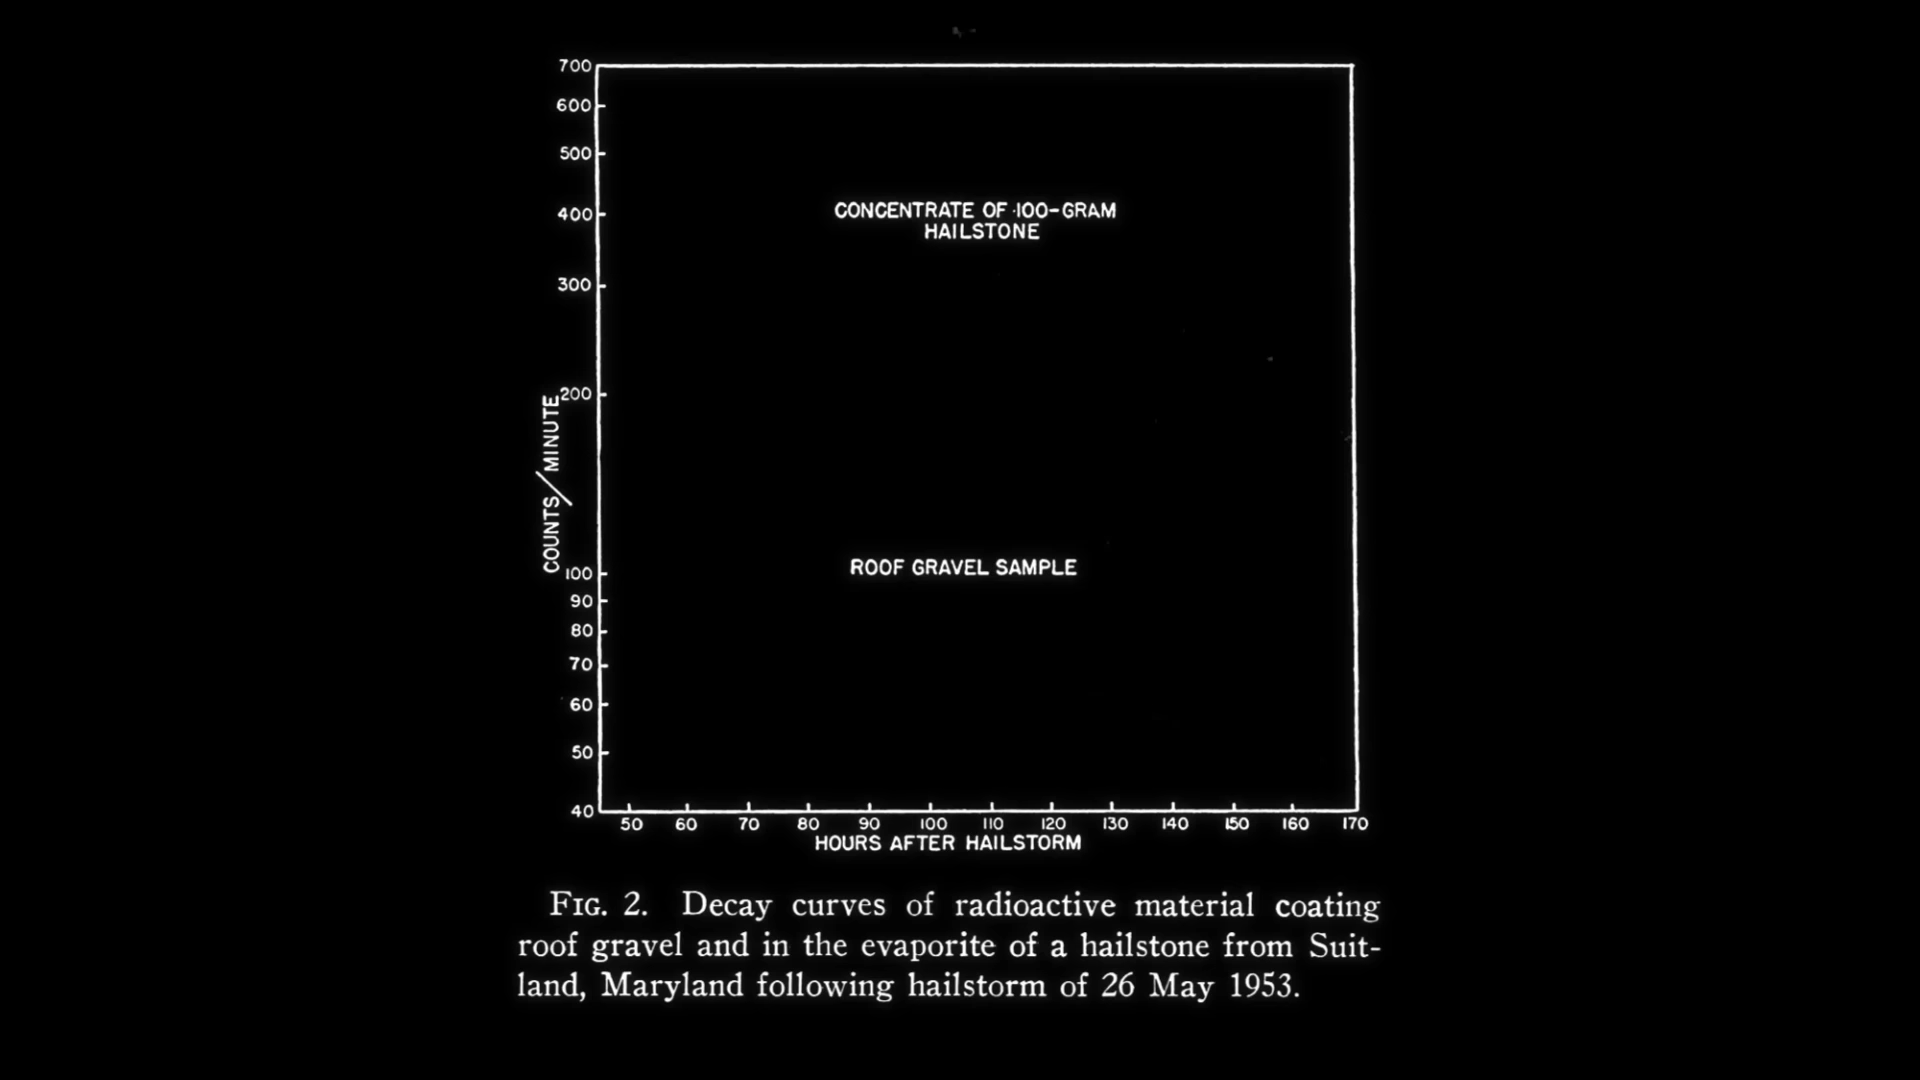 700
600
500
400
300
200
100
90
80
70
60
50
40
COUNTS/MINUTE
CONCENTRATE OF 100-GRAM
HAILSTONE
ROOF GRAVEL SAMPLE
50 60 70 80 90 100 110 120 130 140 150 160 170
HOURS AFTER HAILSTORM
FIG. 2. Decay curves of radioactive material coating
roof gravel and in the evaporite of a hailstone from Suit-
land, Maryland following hailstorm of 26 May 1953.